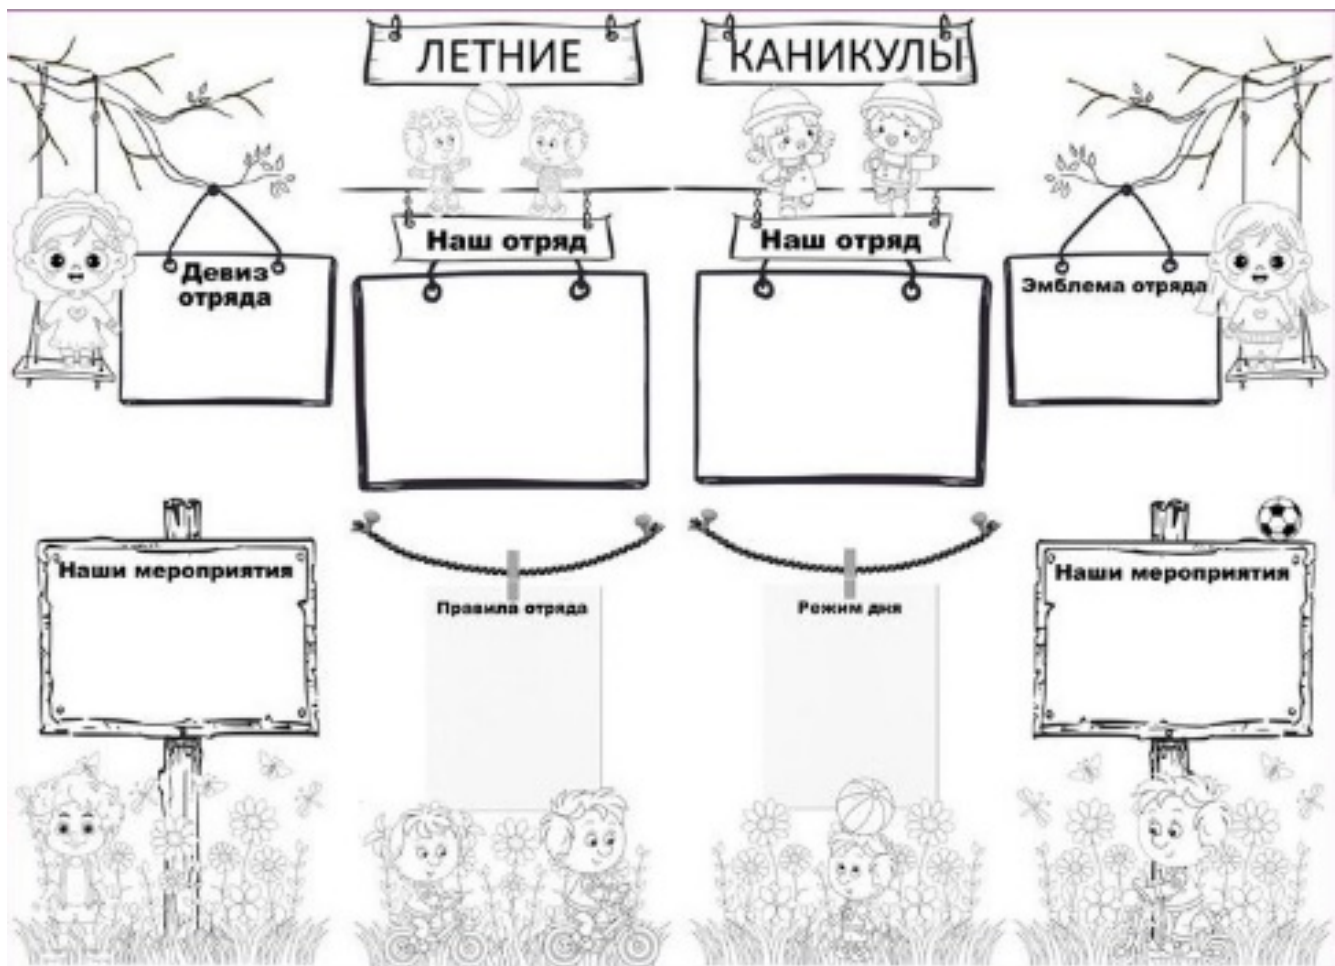 ЛЕТНИЕ КАНИКУЛЫ
Наш отряд
Наш отряд
Девиз
отряда
Эмблема отряда
Наши мероприятия
Правила отряда
Режим дня
Наши мероприятия